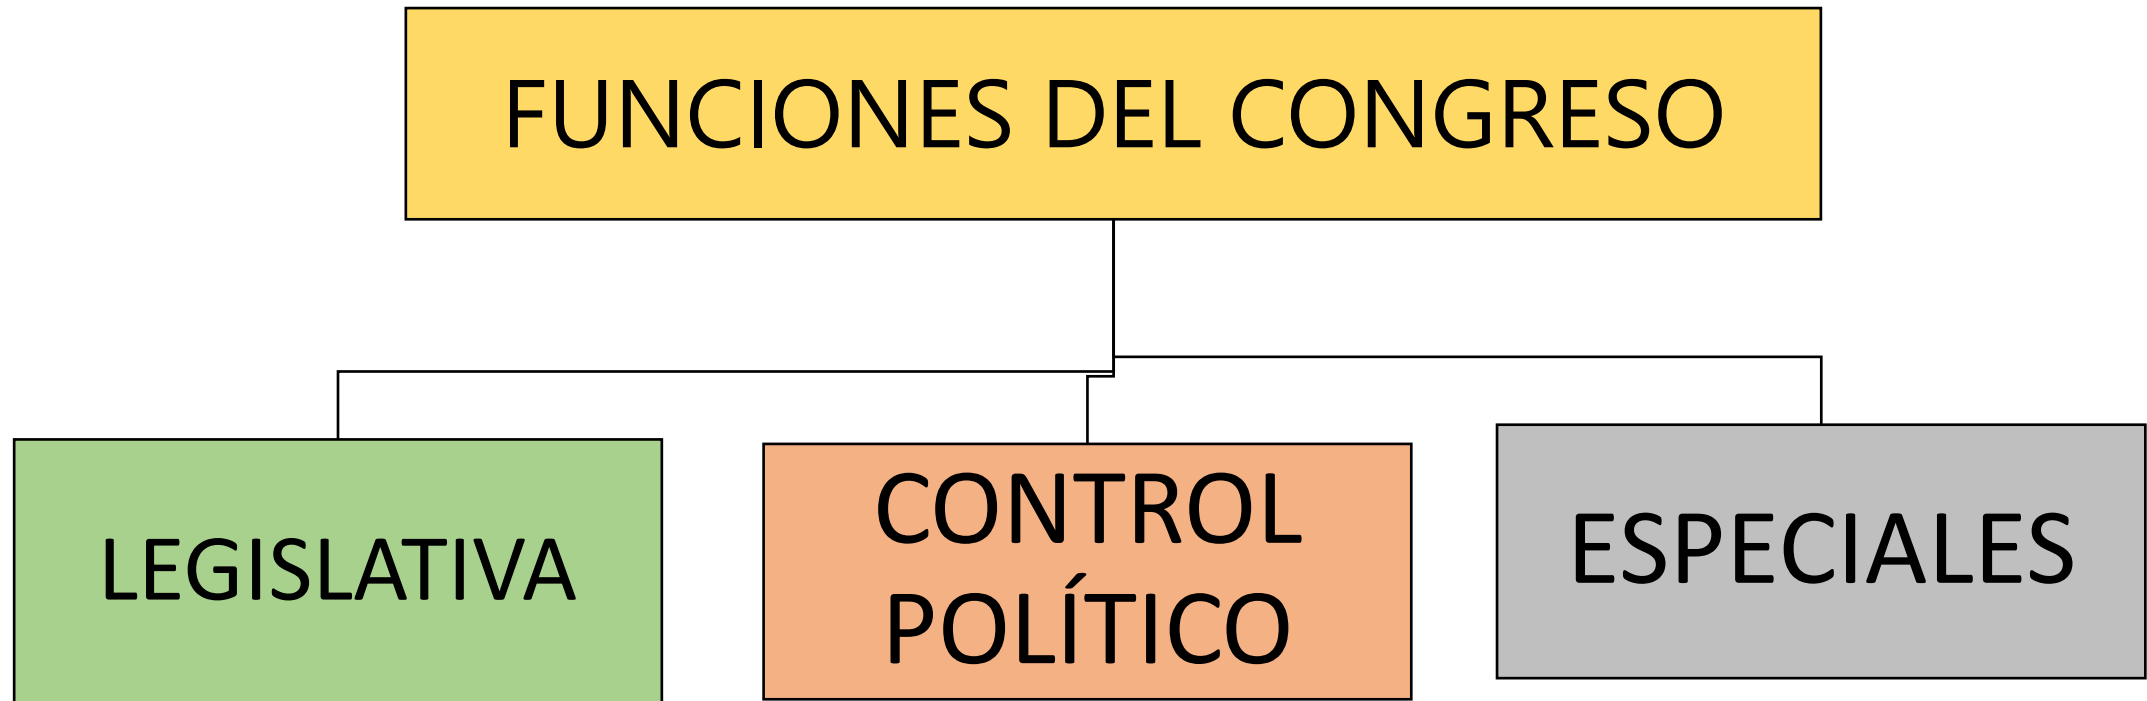 FUNCIONES DEL CONGRESO
LEGISLATIVA
CONTROL
POLÍTICO
ESPECIALES